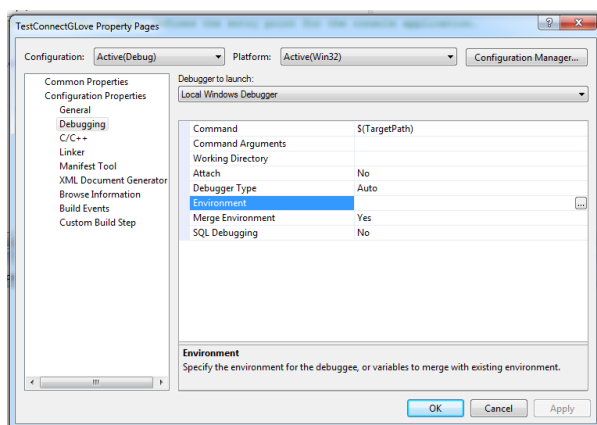 TestConnectGLove Property Pages
Configuration: Active(Debug) Platform: Active(Win32) Configuration Manager...
Common Properties
Configuration Properties
General
Debugging
C/C++
Linker
Manifest Tool
XML Document Generator
Browse Information
Build Events
Custom Build Step
Debugger to launch:
Local Windows Debugger
Command $(TargetPath)
Command Arguments
Working Directory
Attach No
Debugger Type Auto
Environment ...
Merge Environment Yes
SQL Debugging No
Environment
Specify the environment for the debuggee, or variables to merge with existing environment.
OK Cancel Apply